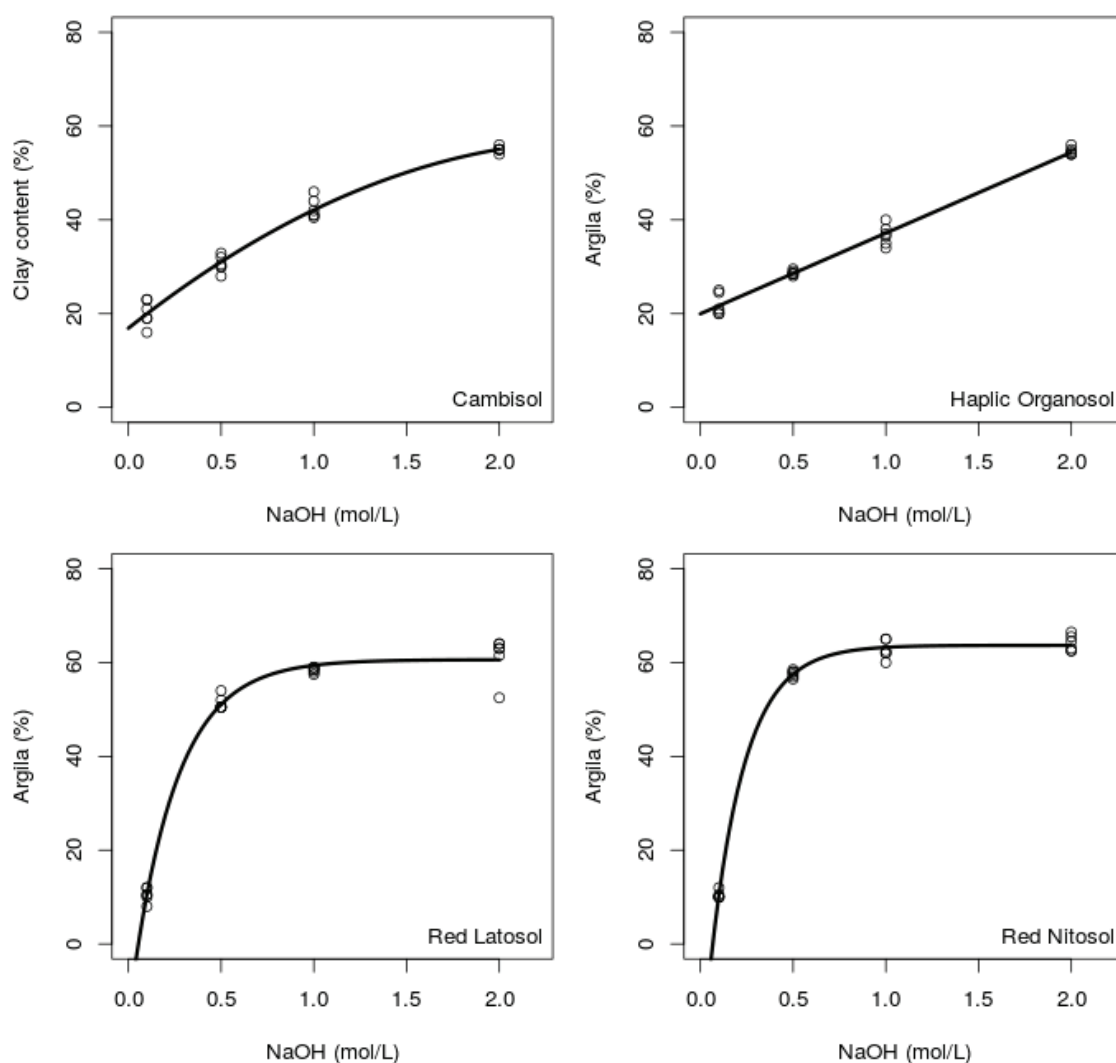 Clay content (%)
80
60
40
20
0
Cambisol
0.0 0.5 1.0 1.5 2.0
NaOH (mol/L)
Argila (%)
80
60
40
20
0
Haplic Organosol
0.0 0.5 1.0 1.5 2.0
NaOH (mol/L)
Argila (%)
80
60
40
20
0
Red Latosol
0.0 0.5 1.0 1.5 2.0
NaOH (mol/L)
Argila (%)
80
60
40
20
0
Red Nitosol
0.0 0.5 1.0 1.5 2.0
NaOH (mol/L)